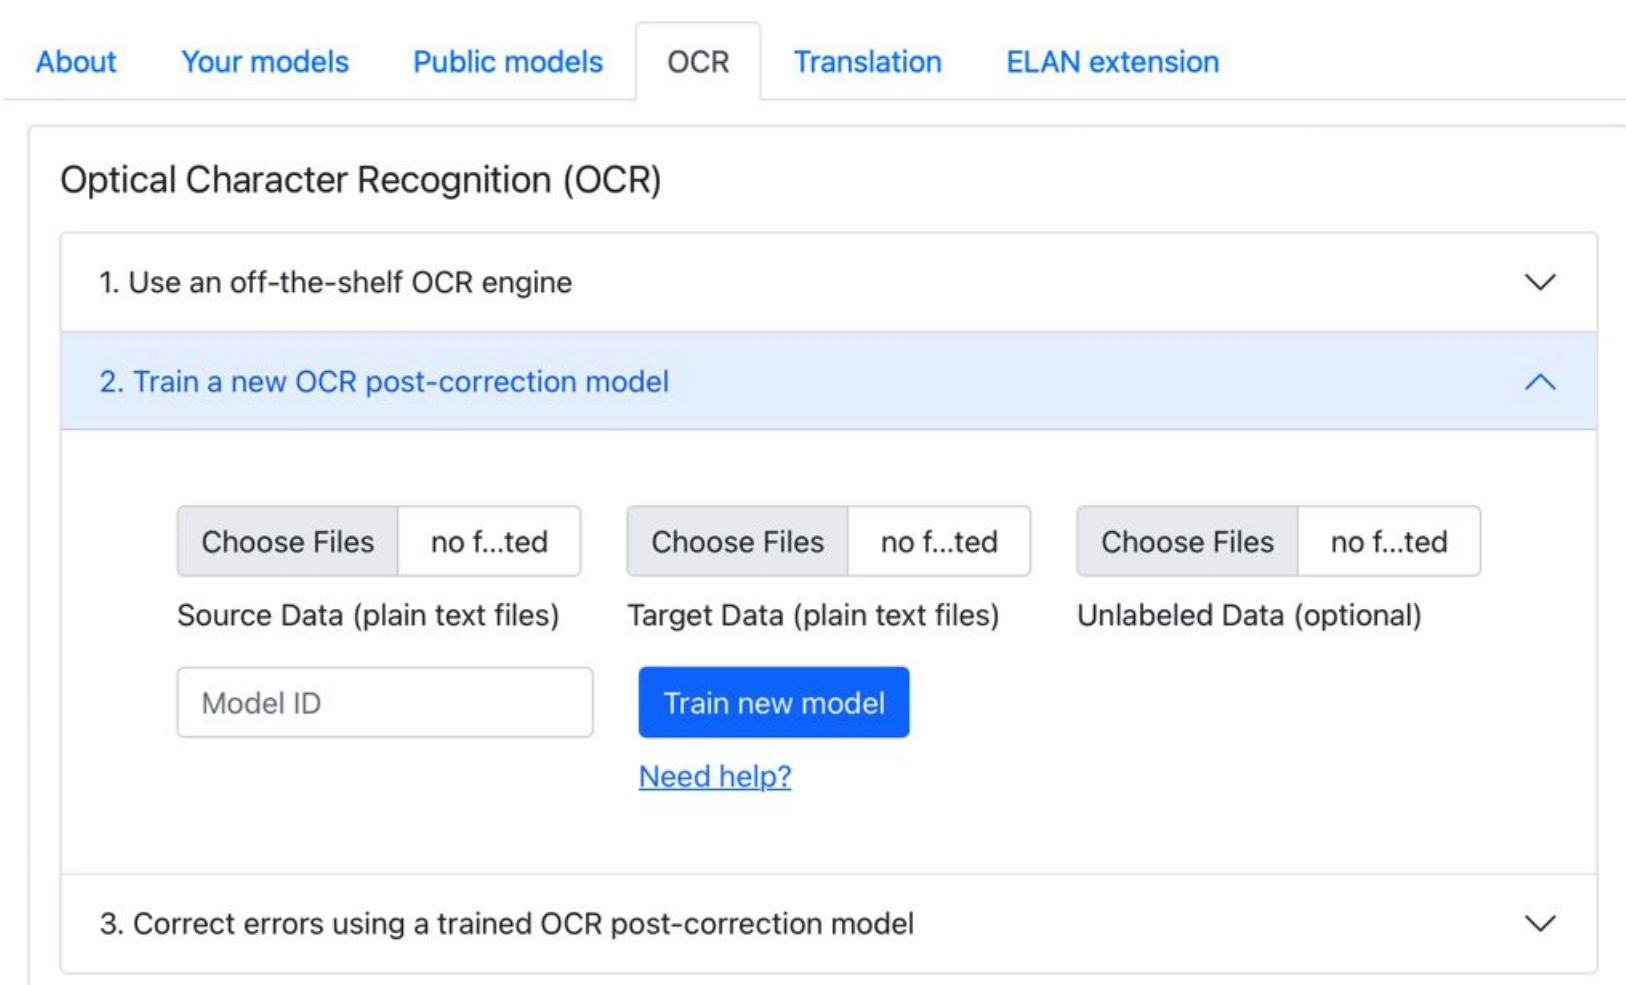 About Your models Public models OCR Translation ELAN extension
Optical Character Recognition (OCR)
1. Use an off-the-shelf OCR engine
2. Train a new OCR post-correction model
Choose Files no f...ted Choose Files no f...ted Choose Files no f...ted
Source Data (plain text files) Target Data (plain text files) Unlabeled Data (optional)
Model ID Train new model
Need help?
3. Correct errors using a trained OCR post-correction model